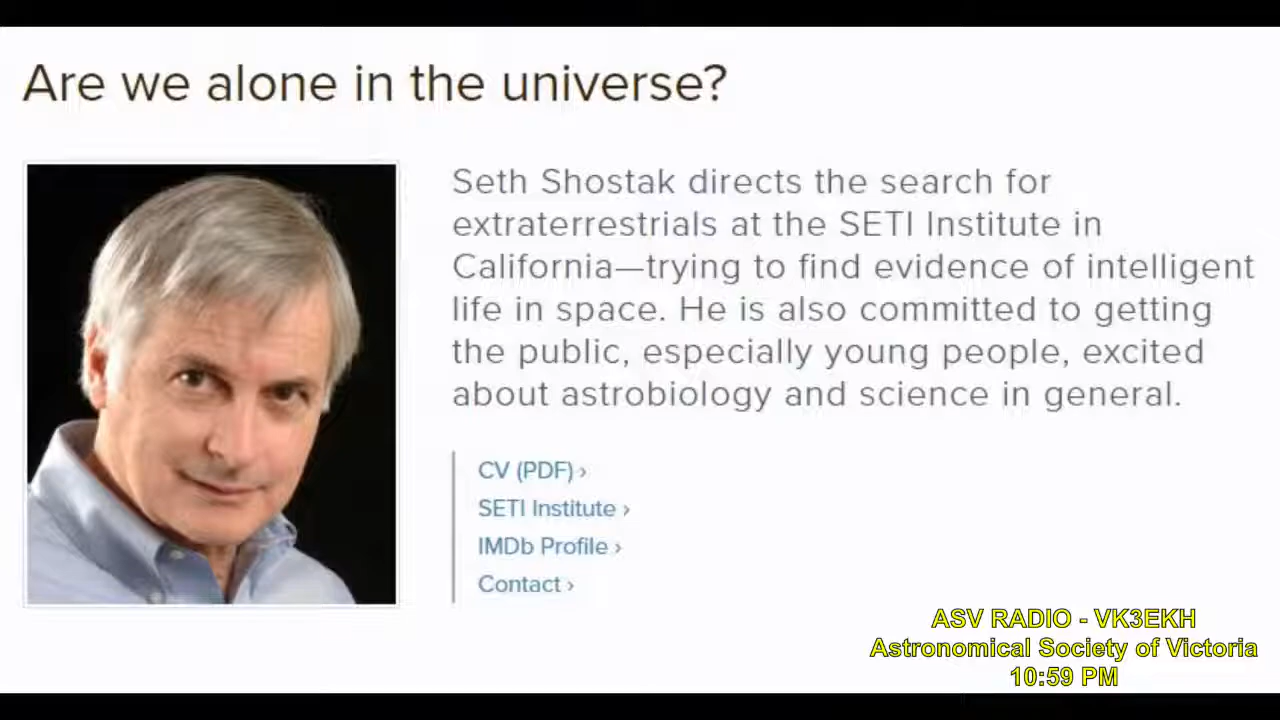 Are we alone in the universe?
Seth Shostak directs the search for
extraterrestrials at the SETI Institute in
California—trying to find evidence of intelligent
life in space. He is also committed to getting
the public, especially young people, excited
about astrobiology and science in general.
CV (PDF) ›
SETI Institute ›
IMDb Profile ›
Contact ›
ASV RADIO - VK3EKH
Astronomical Society of Victoria
10:59 PM